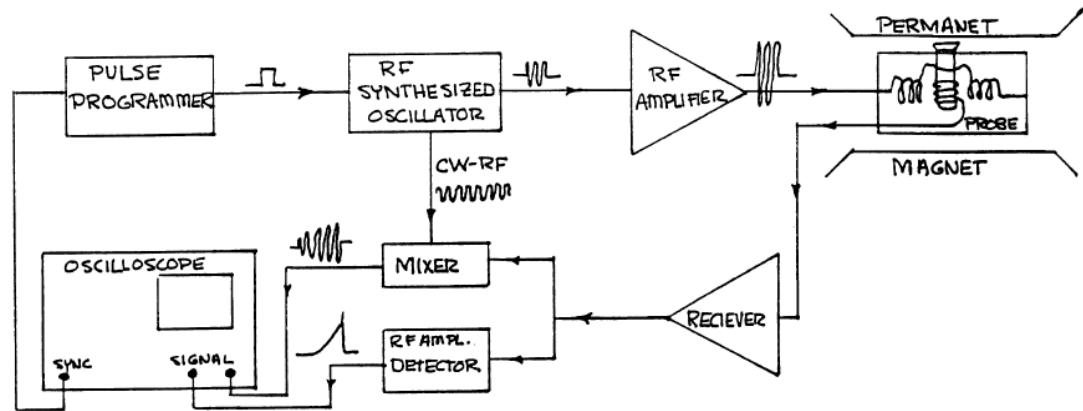 PERMANET
PULSE
PROGRAMMER
RF
SYNTHESIZED
OSCILLATOR
RF
AMPLIFIER
PROBE
MAGNET
CW-RF
OSCILLOSCOPE
MIXER
RECIEVER
SYNC
SIGNAL
RF AMPL.
DETECTOR